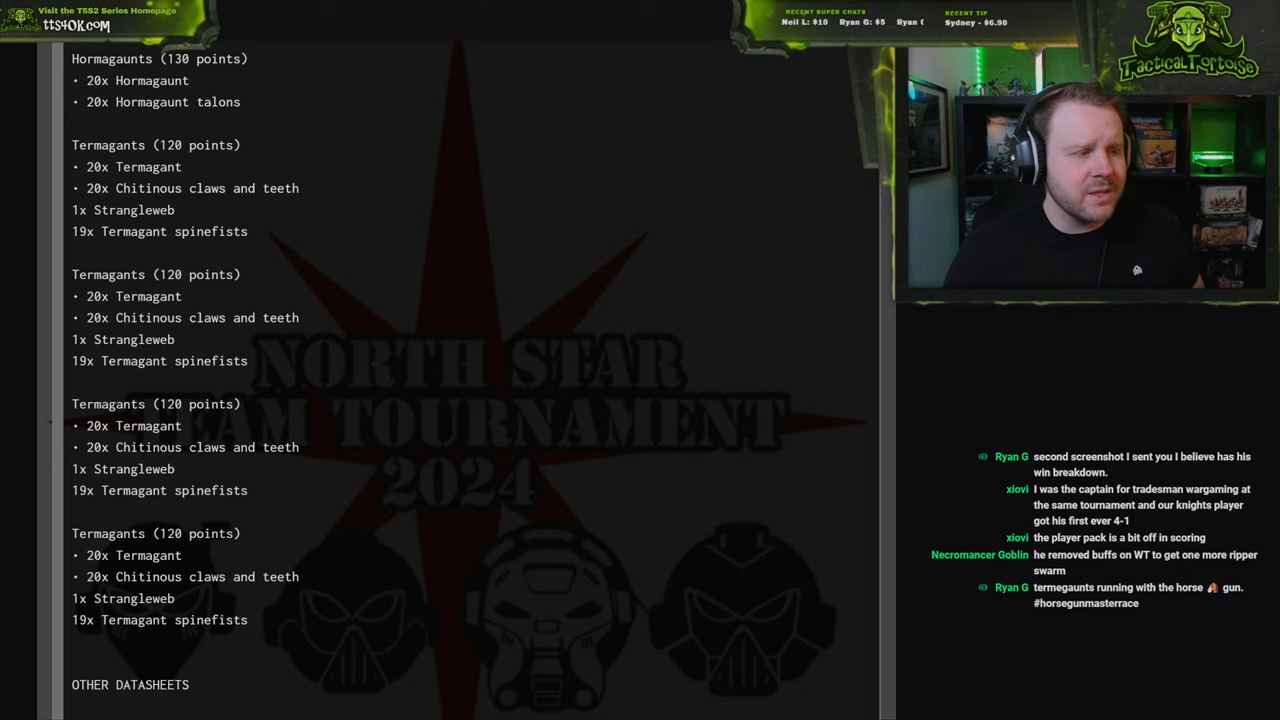 Visit the T5S2 Series Homepage
tts40k.com
RECENT SUPER CHATS
Neil L: $10 Ryan G: $5 Ryan (
RECENT TIP
Sydney - $6.90
TacticalTortoise
Hormagaunts (130 points)
• 20x Hormagaunt
• 20x Hormagaunt talons
Termagants (120 points)
• 20x Termagant
• 20x Chitinous claws and teeth
1x Strangleweb
19x Termagant spinefists
Termagants (120 points)
• 20x Termagant
• 20x Chitinous claws and teeth
1x Strangleweb
19x Termagant spinefists
Termagants (120 points)
• 20x Termagant
• 20x Chitinous claws and teeth
1x Strangleweb
19x Termagant spinefists
Termagants (120 points)
• 20x Termagant
• 20x Chitinous claws and teeth
1x Strangleweb
19x Termagant spinefists
OTHER DATASHEETS
NORTH STAR
TEAM TOURNAMENT
2024
Ryan G second screenshot I sent you I believe has his
win breakdown.
xiovi I was the captain for tradesman wargaming at
the same tournament and our knights player
got his first ever 4-1
xiovi the player pack is a bit off in scoring
Necromancer Goblin he removed buffs on WT to get one more ripper
swarm
Ryan G termegaunts running with the horse 🐴 gun.
#horsegunmasterrace